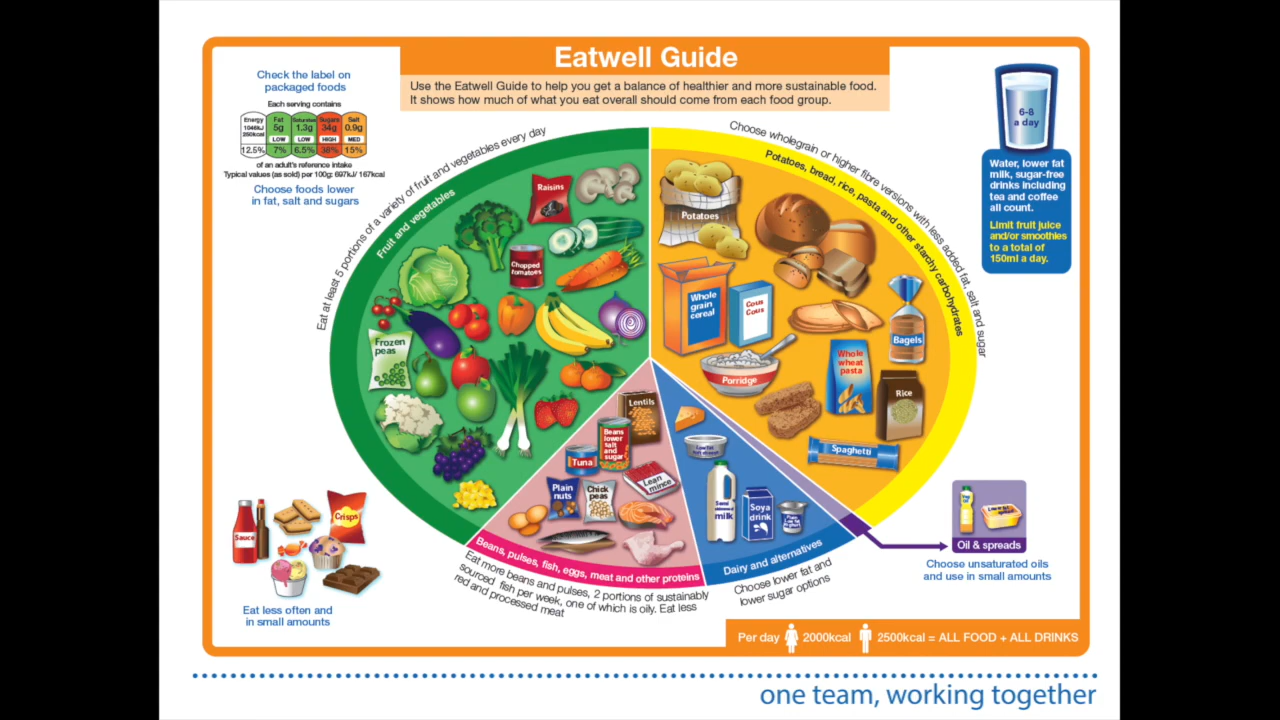 Eatwell Guide
Use the Eatwell Guide to help you get a balance of healthier and more sustainable food.
It shows how much of what you eat overall should come from each food group.
Check the label on
packaged foods
Each serving contains
Energy
1046kJ
250kcal
12.5%
Fat
5g
LOW
7%
Saturates
1.3g
LOW
6.5%
Sugars
34g
HIGH
38%
Salt
0.9g
MED
15%
of an adult's reference intake
Typical values (as sold) per 100g: 697kJ/ 167kcal
Choose foods lower
in fat, salt and sugars
6-8
a day
Water, lower fat
milk, sugar-free
drinks including
tea and coffee
all count.
Limit fruit juice
and/or smoothies
to a total of
150ml a day.
Eat at least 5 portions of a variety of fruit and vegetables every day
Fruit and vegetables
Raisins
Chopped
tomatoes
Frozen
peas
Choose wholegrain or higher fibre versions with less added fat, salt and sugar
Potatoes, bread, rice, pasta and other starchy carbohydrates
Potatoes
Whole
grain
cereal
Cous
Cous
Bagels
Porridge
Whole
wheat
pasta
Rice
Spaghetti
Lentils
Beans
lower
salt
and
sugar
Tuna
Plain
nuts
Chick
peas
Lean
mince
Beans, pulses, fish, eggs, meat and other proteins
Eat more beans and pulses, 2 portions of sustainably
sourced fish per week, one of which is oily. Eat less
red and processed meat
Semi
skimmed
milk
Soya
drink
Dairy and alternatives
Choose lower fat and
lower sugar options
Oil & spreads
Choose unsaturated oils
and use in small amounts
Sauce
Crisps
Eat less often and
in small amounts
Per day 2000kcal 2500kcal = ALL FOOD + ALL DRINKS
one team, working together